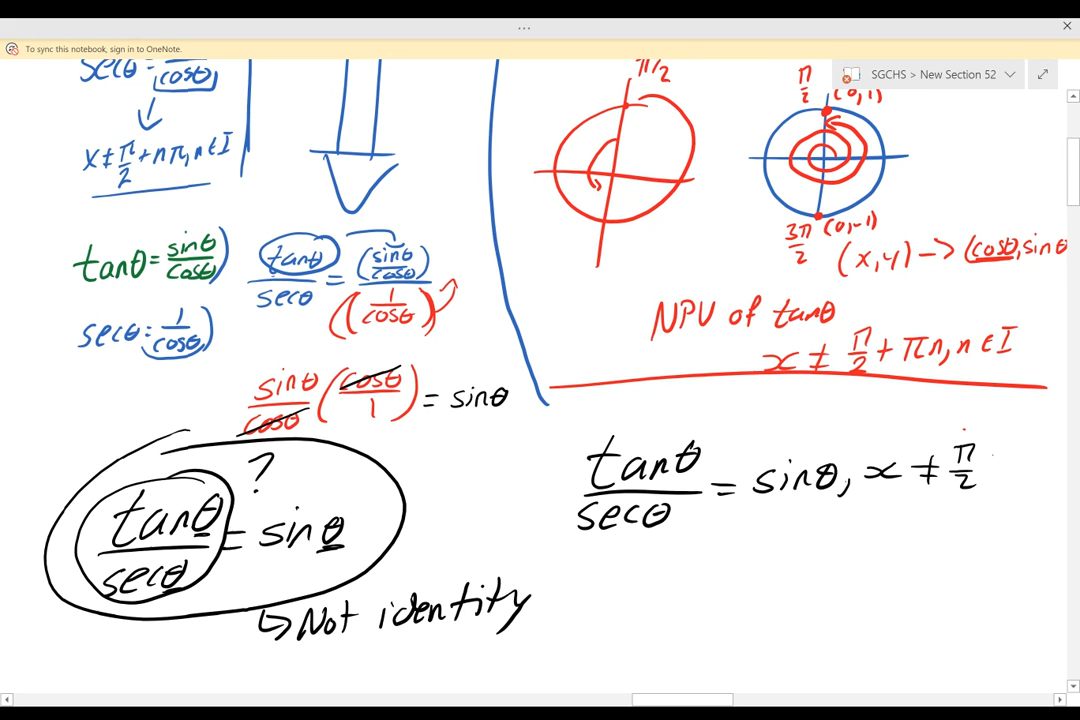 ...
To sync this notebook, sign in to OneNote.
SGCHS > New Section 52
secθ = 1/cosθ
x ≠ π/2 + nπ, n ∈ I
tanθ = sinθ/cosθ
secθ = 1/cosθ
tanθ/secθ = (sinθ/cosθ)/(1/cosθ)
sinθ/cosθ (cosθ/1) = sinθ
?
tanθ/secθ = sinθ
↳ Not identity
π/2
π/2 (0,1)
3π/2 (0,-1)
(x,y) -> (cosθ, sinθ
NPV of tanθ
x ≠ π/2 + πn, n ∈ I
tanθ/secθ = sinθ, x ≠ π/2